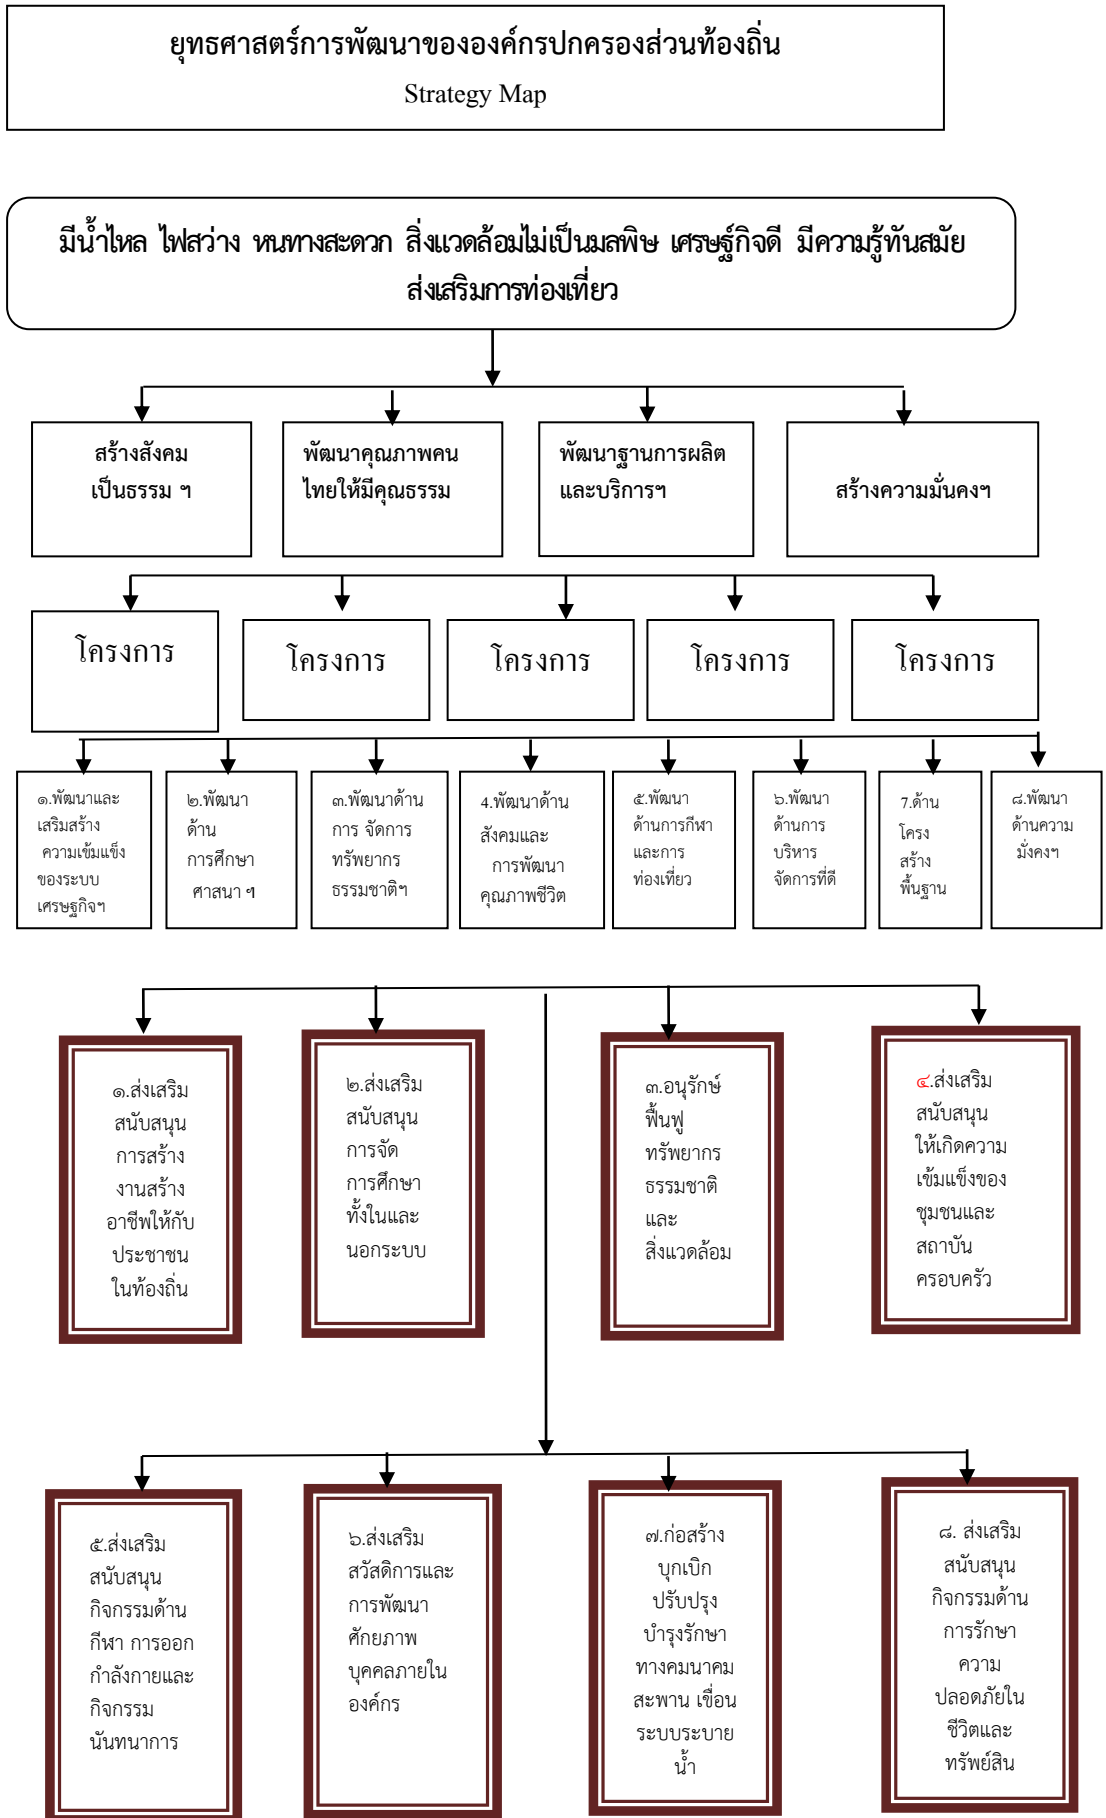 ยุทธศาสตร์การพัฒนาขององค์กรปกครองส่วนท้องถิ่น
Strategy Map
มีน้ำไหล ไฟสว่าง หนทางสะดวก สิ่งแวดล้อมไม่เป็นมลพิษ เศรษฐ์กิจดี มีความรู้ทันสมัย
ส่งเสริมการท่องเที่ยว
สร้างสังคม
เป็นธรรม ฯ
พัฒนาคุณภาพคน
ไทยให้มีคุณธรรม
พัฒนาฐานการผลิต
และบริการฯ
สร้างความมั่นคงฯ
โครงการ
โครงการ
โครงการ
โครงการ
โครงการ
๑.พัฒนาและ
เสริมสร้าง
ความเข้มแข็ง
ของระบบ
เศรษฐกิจฯ
๒.พัฒนา
ด้าน
การศึกษา
ศาสนา ฯ
๓.พัฒนาด้าน
การ จัดการ
ทรัพยากร
ธรรมชาติฯ
4.พัฒนาด้าน
สังคมและ
การพัฒนา
คุณภาพชีวิต
๕.พัฒนา
ด้านการกีฬา
และการ
ท่องเที่ยว
๖.พัฒนา
ด้านการ
บริหาร
จัดการที่ดี
7.ด้าน
โครง
สร้าง
พื้นฐาน
๘.พัฒนา
ด้านความ
มั่งคงฯ
๑.ส่งเสริม
สนับสนุน
การสร้าง
งานสร้าง
อาชีพให้กับ
ประชาชน
ในท้องถิ่น
๒.ส่งเสริม
สนับสนุน
การจัด
การศึกษา
ทั้งในและ
นอกระบบ
๓.อนุรักษ์
ฟื้นฟู
ทรัพยากร
ธรรมชาติ
และ
สิ่งแวดล้อม
๔.ส่งเสริม
สนับสนุน
ให้เกิดความ
เข้มแข็งของ
ชุมชนและ
สถาบัน
ครอบครัว
๕.ส่งเสริม
สนับสนุน
กิจกรรมด้าน
กีฬา การออก
กำลังกายและ
กิจกรรม
นันทนาการ
๖.ส่งเสริม
สวัสดิการและ
การพัฒนา
ศักยภาพ
บุคคลภายใน
องค์กร
๗.ก่อสร้าง
บุกเบิก
ปรับปรุง
บำรุงรักษา
ทางคมนาคม
สะพาน เขื่อน
ระบบระบาย
น้ำ
๘. ส่งเสริม
สนับสนุน
กิจกรรมด้าน
การรักษา
ความ
ปลอดภัยใน
ชีวิตและ
ทรัพย์สิน